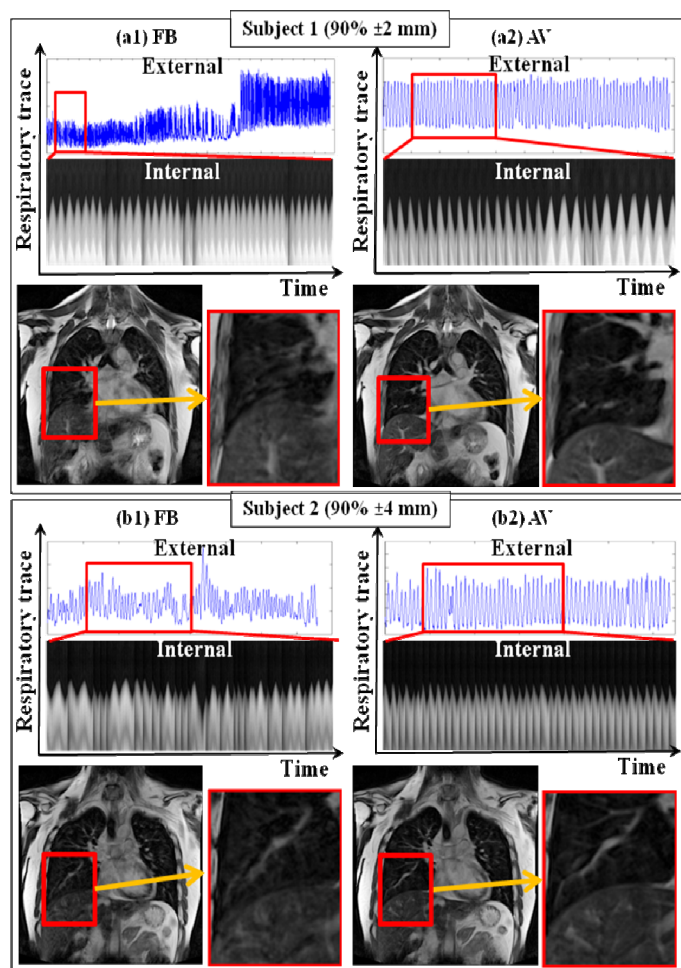 Subject 1 (90% ±2 mm)
(a1) FB
(a2) AV
Respiratory trace
External
Internal
Time
Respiratory trace
External
Internal
Time
Subject 2 (90% ±4 mm)
(b1) FB
(b2) AV
Respiratory trace
External
Internal
Time
Respiratory trace
External
Internal
Time